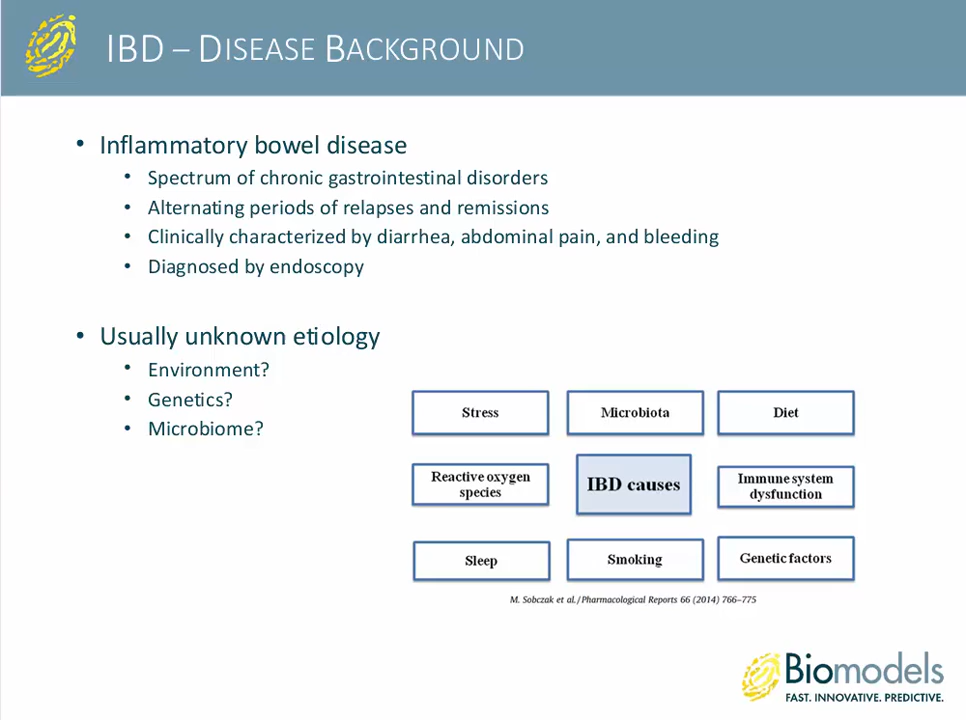 IBD – DISEASE BACKGROUND
• Inflammatory bowel disease
• Spectrum of chronic gastrointestinal disorders
• Alternating periods of relapses and remissions
• Clinically characterized by diarrhea, abdominal pain, and bleeding
• Diagnosed by endoscopy
• Usually unknown etiology
• Environment?
• Genetics?
• Microbiome?
Stress
Microbiota
Diet
Reactive oxygen
species
IBD causes
Immune system
dysfunction
Sleep
Smoking
Genetic factors
M. Sobczak et al./Pharmacological Reports 66 (2014) 766–775
Biomodels
FAST. INNOVATIVE. PREDICTIVE.